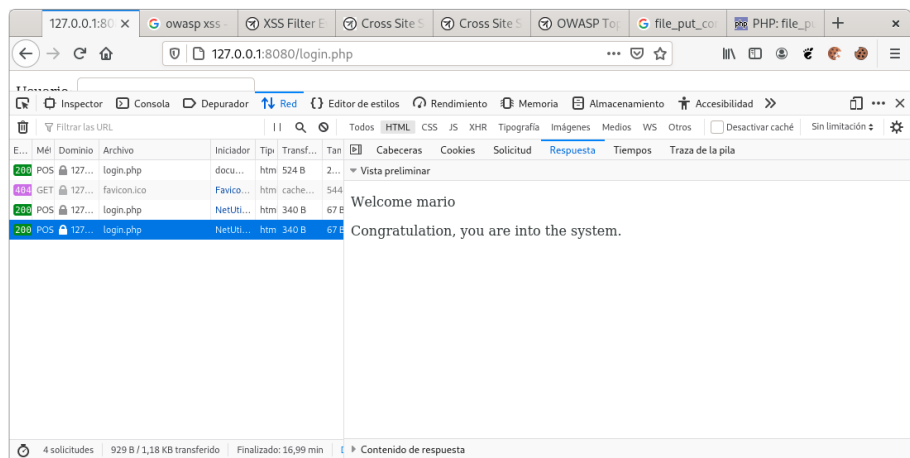 127.0.0.1:80
owasp xss -
XSS Filter E
Cross Site S
Cross Site S
OWASP Top
file_put_co
PHP: file_pu
127.0.0.1:8080/login.php
Usuario
Inspector Consola Depurador Red Editor de estilos Rendimiento Memoria Almacenamiento Accesibilidad
Filtrar las URL
Todos HTML CSS JS XHR Tipografía Imágenes Medios WS Otros Desactivar caché Sin limitación
E... Mét Dominio Archivo Iniciador Tip Transf... Tan Cabeceras Cookies Solicitud Respuesta Tiempos Traza de la pila
200 POS 127... login.php docu... htm 524 B 2...
Vista preliminar
404 GET 127... favicon.ico Favico... htm cache... 544
200 POS 127... login.php NetUti... htm 340 B 67 B
200 POS 127... login.php NetUti... htm 340 B 67 B
Welcome mario
Congratulation, you are into the system.
4 solicitudes 929 B / 1,18 KB transferido Finalizado: 16,99 min
Contenido de respuesta